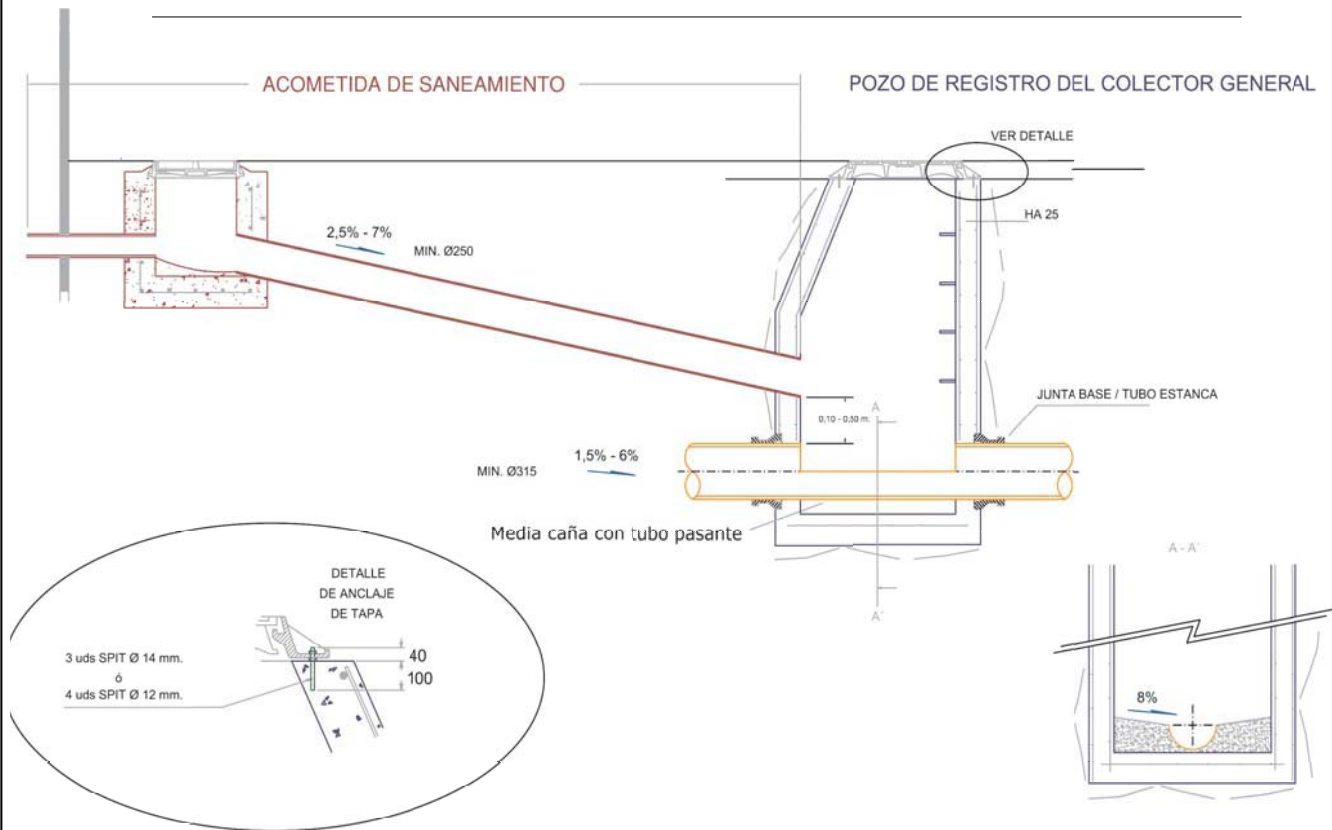 ACOMETIDA DE SANEAMIENTO
POZO DE REGISTRO DEL COLECTOR GENERAL
VER DETALLE
HA 25
2,5% - 7%
MIN. Ø250
JUNTA BASE / TUBO ESTANCA
A
0,10 - 0,50 m.
1,5% - 6%
MIN. Ø315
Media caña con tubo pasante
A - A´
A´
DETALLE
DE ANCLAJE
DE TAPA
3 uds SPIT Ø 14 mm.
ó
4 uds SPIT Ø 12 mm.
40
100
8%